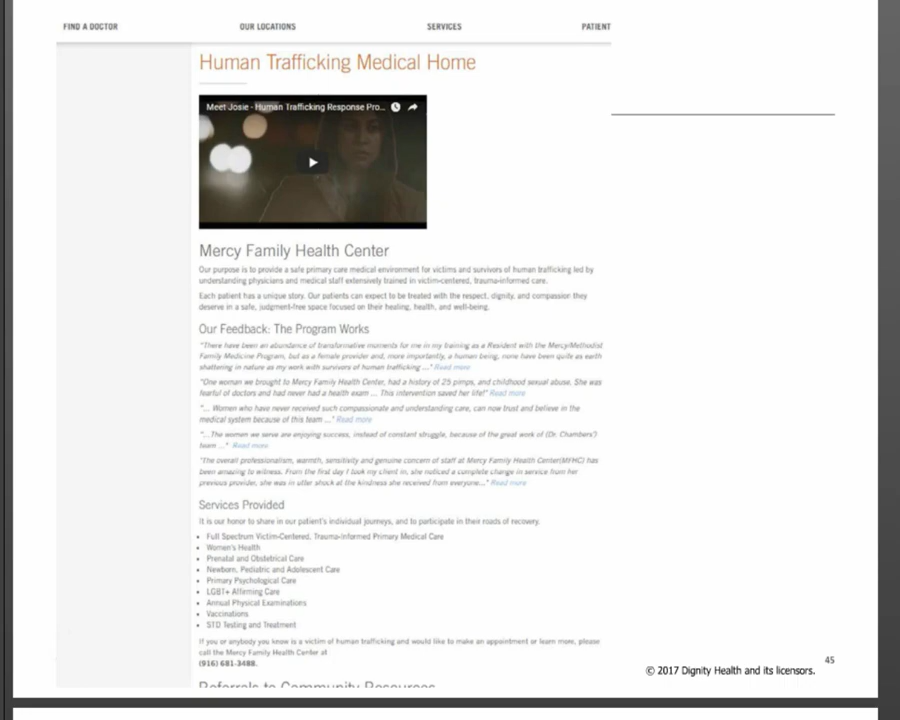 FIND A DOCTOR
OUR LOCATIONS
SERVICES
PATIENT
Human Trafficking Medical Home
Meet Josie - Human Trafficking Response Pro...
Mercy Family Health Center
Our purpose is to provide a safe primary care medical environment for victims and survivors of human trafficking led by
understanding physicians and medical staff extensively trained in victim-centered, trauma-informed care.
Each patient has a unique story. Our patients can expect to be treated with the respect, dignity, and compassion they
deserve in a safe, judgment-free space focused on their healing, health, and well-being.
Our Feedback: The Program Works
"There have been an abundance of transformative moments for me in my training as a Resident with the Mercy/Methodist
Family Medicine Program, but as a female provider and, more importantly, a human being, none have been quite as earth
shattering in nature as my work with survivors of human trafficking ..." Read more
"One woman we brought to Mercy Family Health Center, had a history of 25 pimps, and childhood sexual abuse. She was
fearful of doctors and had never had a health exam ... This intervention saved her life!" Read more
"... Women who have never received such compassionate and understanding care, can now trust and believe in the
medical system because of this team ..." Read more
"...The women we serve are enjoying success, instead of constant struggle, because of the great work of (Dr. Chambers')
team ..." Read more
"The overall professionalism, warmth, sensitivity and genuine concern of staff at Mercy Family Health Center(MFHC) has
been amazing to witness. From the first day I took my client in, she noticed a complete change in service from her
previous provider, she was in utter shock at the kindness she received from everyone..." Read more
Services Provided
It is our honor to share in our patient's individual journeys, and to participate in their roads of recovery.
• Full Spectrum Victim-Centered, Trauma-Informed Primary Medical Care
• Women's Health
• Prenatal and Obstetrical Care
• Newborn, Pediatric and Adolescent Care
• Primary Psychological Care
• LGBT+ Affirming Care
• Annual Physical Examinations
• Vaccinations
• STD Testing and Treatment
If you or anybody you know is a victim of human trafficking and would like to make an appointment or learn more, please
call the Mercy Family Health Center at
(916) 681-3488.
Referrals to Community Resources
45
© 2017 Dignity Health and its licensors.